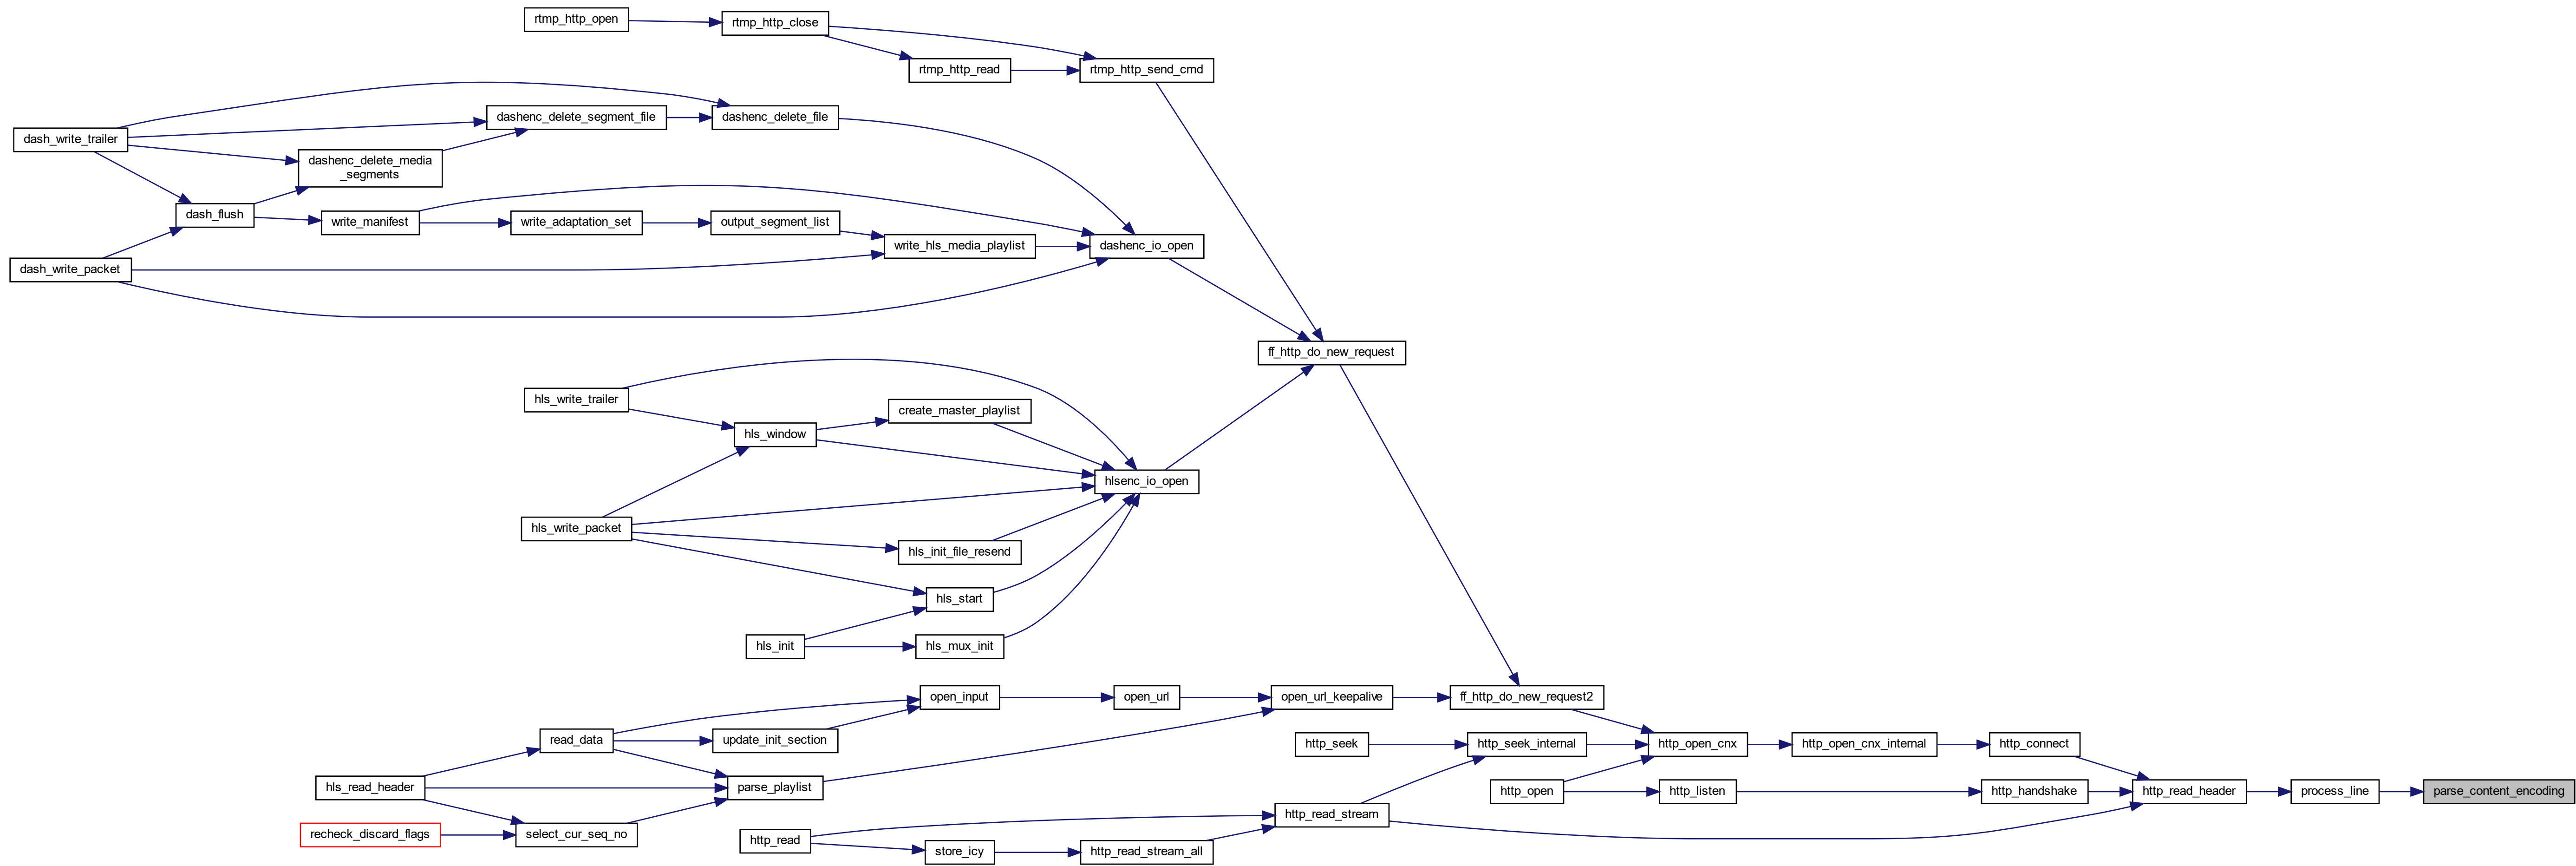 rtmp_http_open
rtmp_http_close
rtmp_http_read
rtmp_http_send_cmd
dash_write_trailer
dashenc_delete_segment_file
dashenc_delete_file
dashenc_delete_media
_segments
dash_flush
write_manifest
write_adaptation_set
output_segment_list
write_hls_media_playlist
dashenc_io_open
dash_write_packet
ff_http_do_new_request
hls_write_trailer
create_master_playlist
hls_window
hlsenc_io_open
hls_write_packet
hls_init_file_resend
hls_start
hls_init
hls_mux_init
open_input
open_url
open_url_keepalive
ff_http_do_new_request2
read_data
update_init_section
http_seek
http_seek_internal
http_open_cnx
http_open_cnx_internal
http_connect
hls_read_header
parse_playlist
http_open
http_listen
http_handshake
http_read_header
process_line
parse_content_encoding
recheck_discard_flags
select_cur_seq_no
http_read
http_read_stream
store_icy
http_read_stream_all